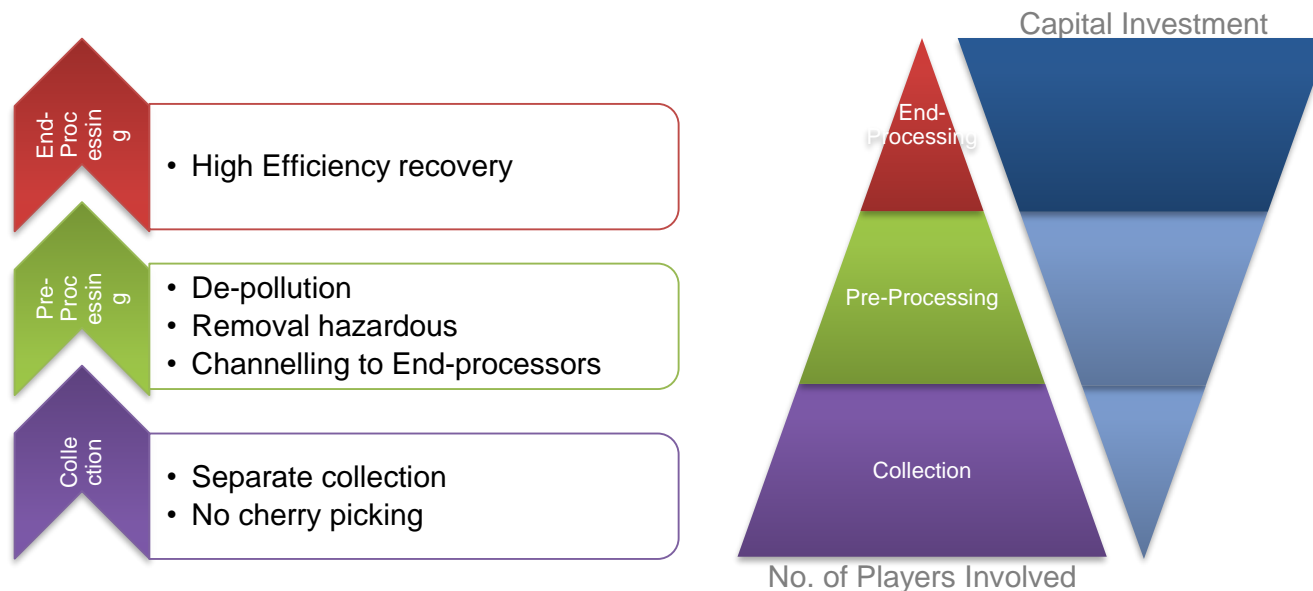 End-
Proc
essin
g
• High Efficiency recovery
Pre-
Proc
essin
g
• De-pollution
• Removal hazardous
• Channelling to End-processors
Colle
ction
• Separate collection
• No cherry picking
Capital Investment
End-
Processing
Pre-Processing
Collection
No. of Players Involved